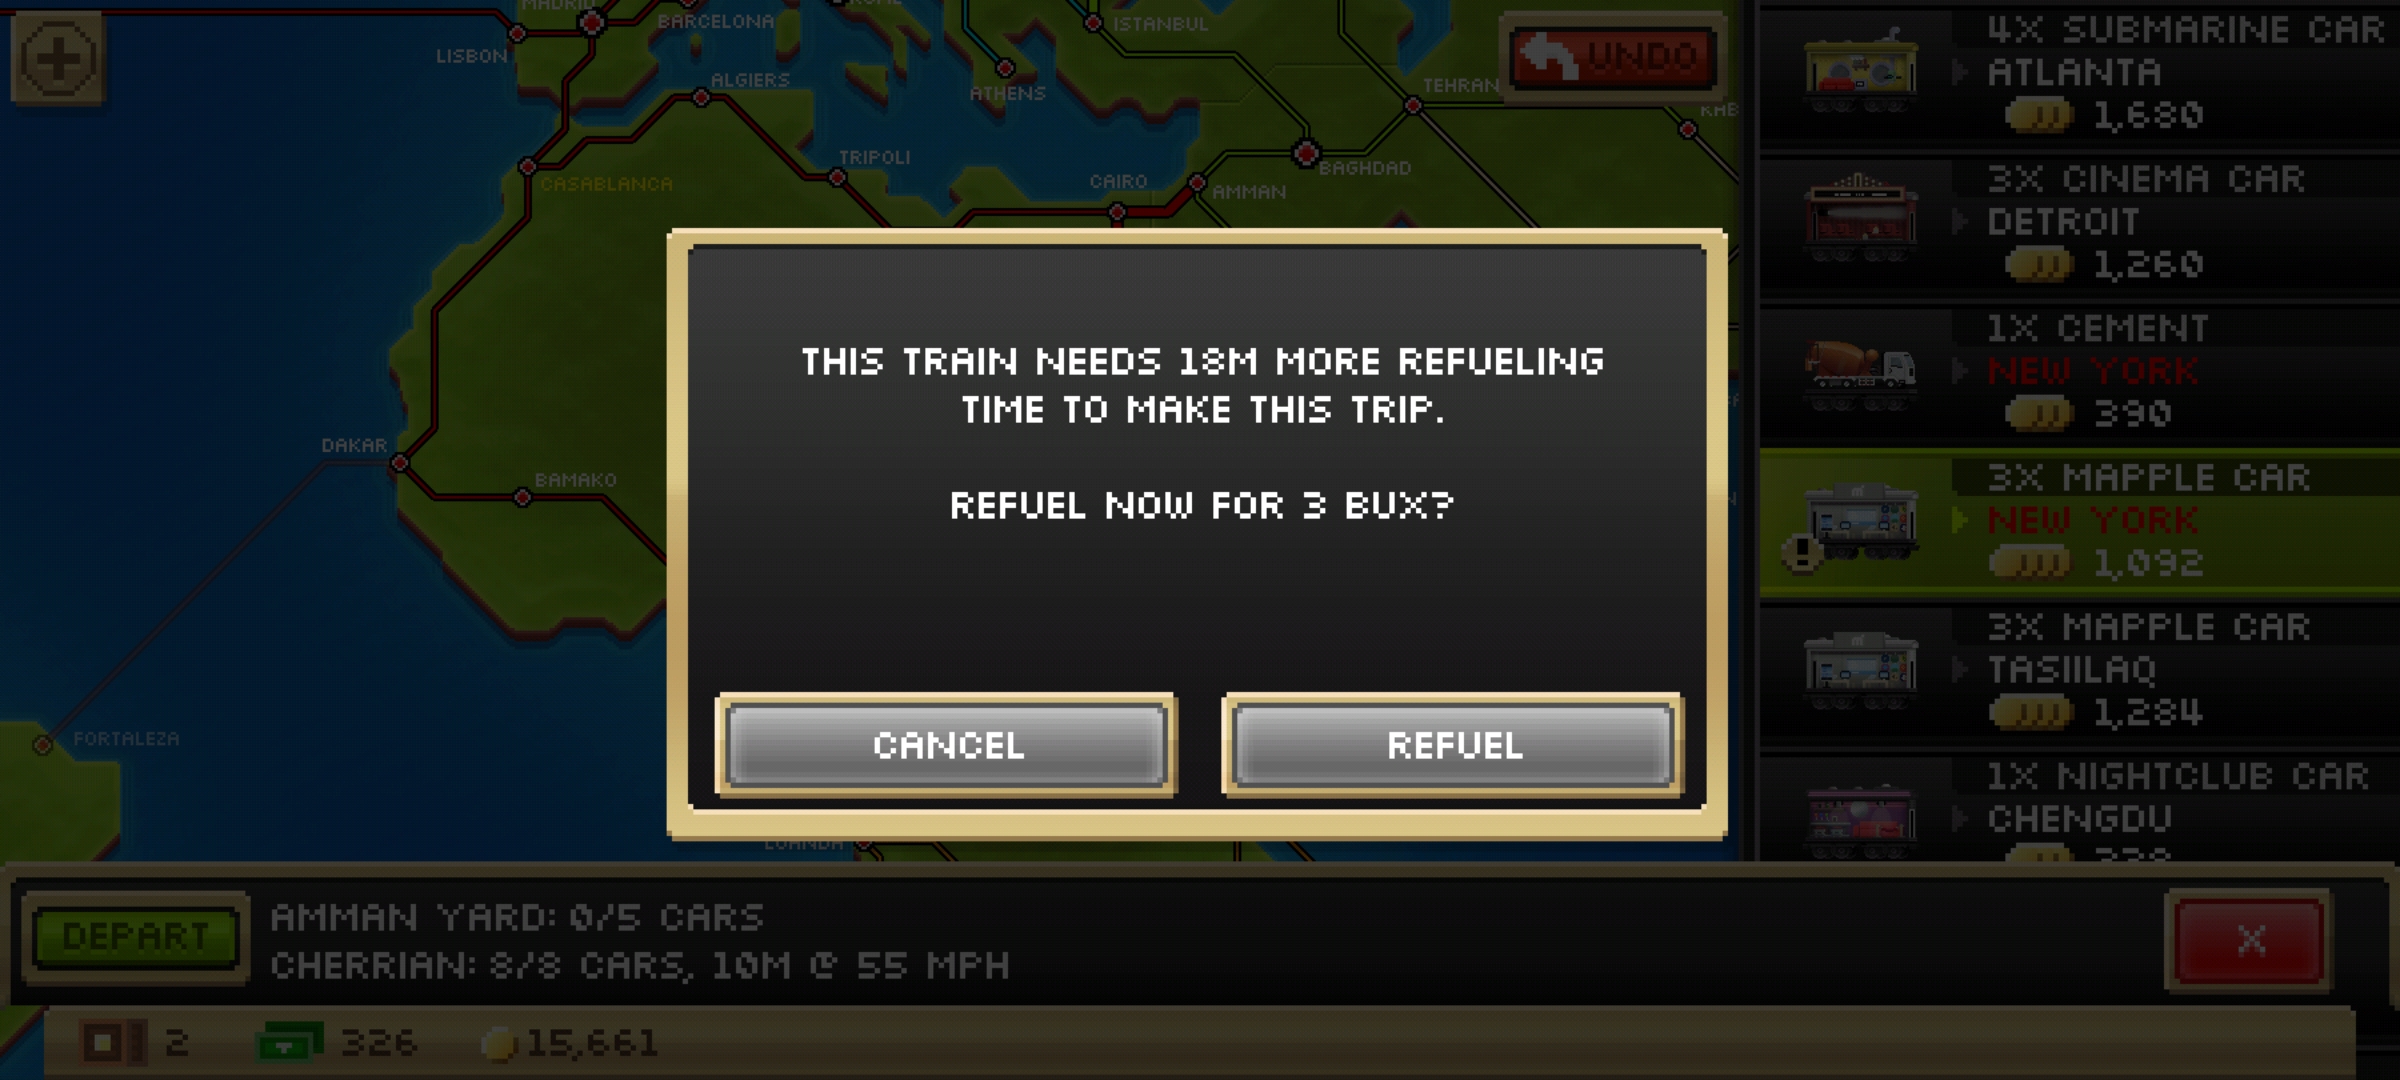 MADRID
BARCELONA
ROME
ISTANBUL
LISBON
ALGIERS
ATHENS
TEHRAN
UNDO
TRIPOLI
CASABLANCA
CAIRO
AMMAN
BAGHDAD
DAKAR
BAMAKO
FORTALEZA
LUANDA
4X SUBMARINE CAR
ATLANTA
1,680
3X CINEMA CAR
DETROIT
1,260
1X CEMENT
NEW YORK
390
3X MAPPLE CAR
NEW YORK
1,092
3X MAPPLE CAR
TASIILAQ
1,284
1X NIGHTCLUB CAR
CHENGDU
THIS TRAIN NEEDS 18M MORE REFUELING
TIME TO MAKE THIS TRIP.
REFUEL NOW FOR 3 BUX?
CANCEL
REFUEL
DEPART
AMMAN YARD: 0/5 CARS
CHERRIAN: 8/8 CARS, 10M @ 55 MPH
X
2
326
15,661